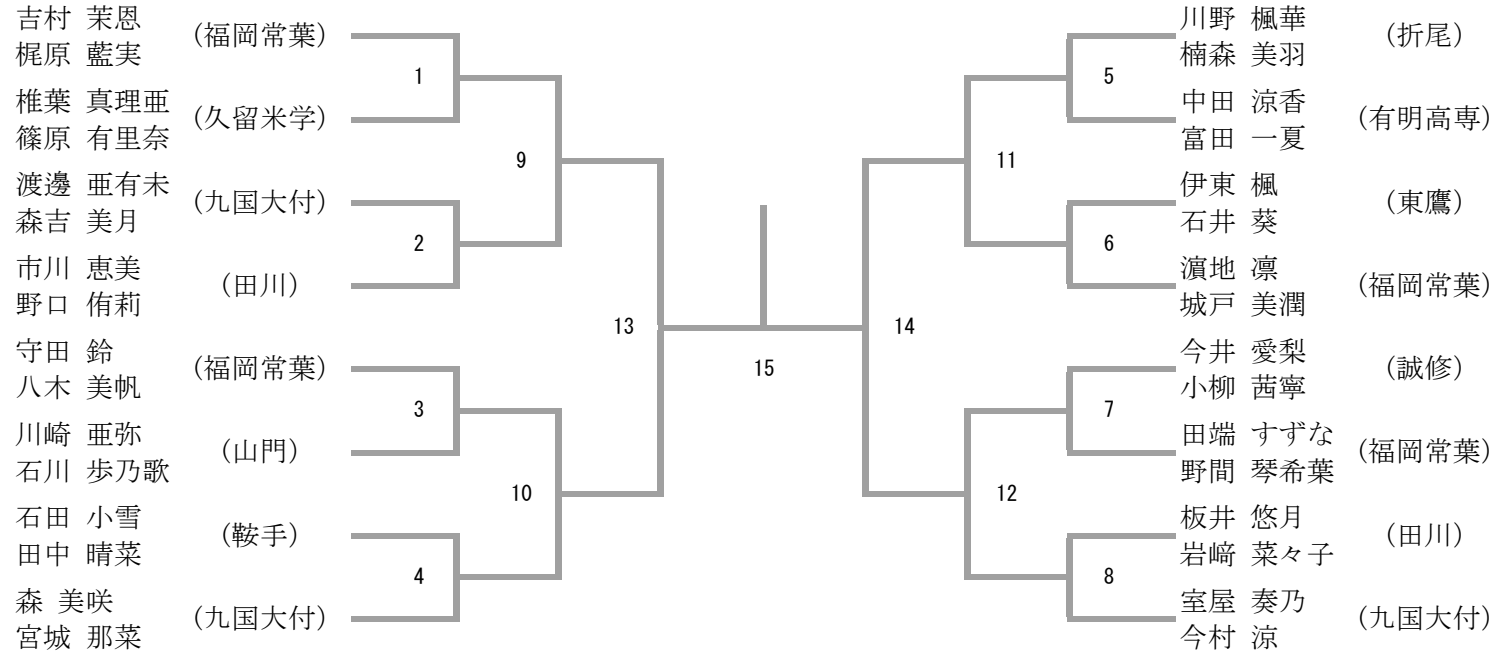 吉村 茉恩
梶原 藍実
(福岡常葉)
1
椎葉 真理亜
篠原 有里奈
(久留米学)
9
渡邊 亜有未
森吉 美月
(九国大付)
2
市川 恵美
野口 侑莉
(田川)
13
守田 鈴
八木 美帆
(福岡常葉)
3
川崎 亜弥
石川 歩乃歌
(山門)
10
石田 小雪
田中 晴菜
(鞍手)
4
森 美咲
宮城 那菜
(九国大付)
15
川野 楓華
楠森 美羽
(折尾)
5
中田 涼香
富田 一夏
(有明高専)
11
伊東 楓
石井 葵
(東鷹)
6
濵地 凛
城戸 美潤
(福岡常葉)
14
今井 愛梨
小柳 茜寧
(誠修)
7
田端 すずな
野間 琴希葉
(福岡常葉)
12
板井 悠月
岩﨑 菜々子
(田川)
8
室屋 奏乃
今村 涼
(九国大付)